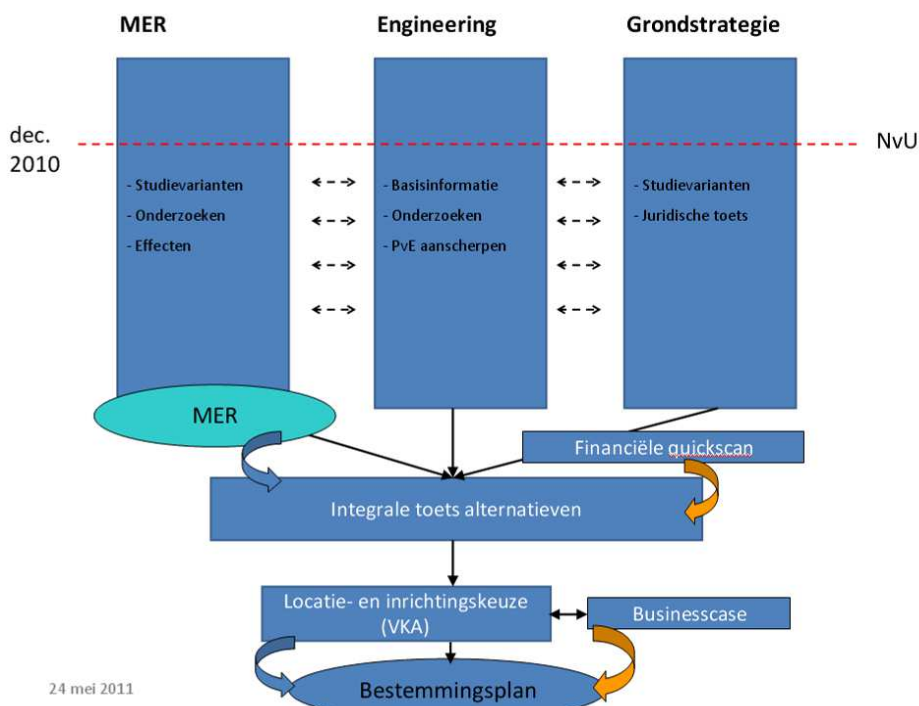 MER
Engineering
Grondstrategie
dec.
2010
NvU
- Studievarianten
- Onderzoeken
- Effecten
- Basisinformatie
- Onderzoeken
- PvE aanscherpen
- Studievarianten
- Juridische toets
MER
Financiële quickscan
Integrale toets alternatieven
Locatie- en inrichtingskeuze
(VKA)
Businesscase
Bestemmingsplan
24 mei 2011